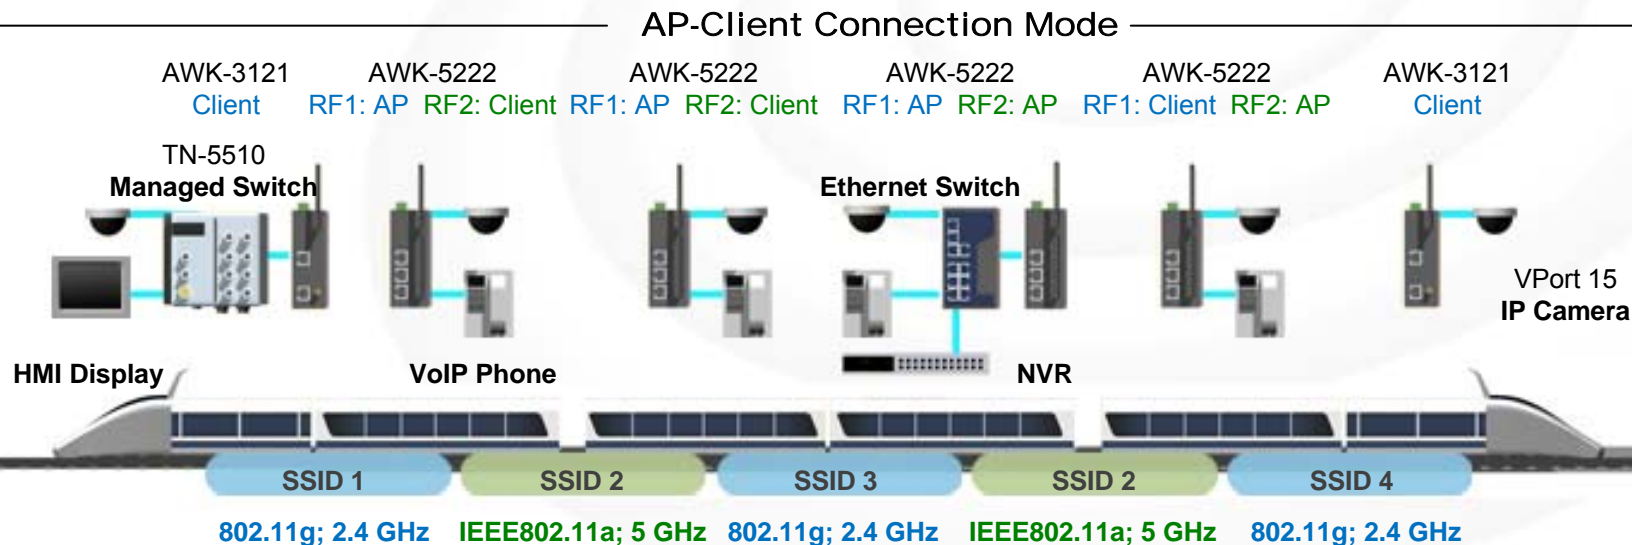 AP-Client Connection Mode
AWK-3121 AWK-5222 AWK-5222 AWK-5222 AWK-5222 AWK-3121
Client RF1: AP RF2: Client RF1: AP RF2: Client RF1: AP RF2: AP RF1: Client RF2: AP Client
TN-5510
Managed Switch Ethernet Switch
VPort 15
IP Camera
HMI Display VoIP Phone NVR
SSID 1 SSID 2 SSID 3 SSID 2 SSID 4
802.11g; 2.4 GHz IEEE802.11a; 5 GHz 802.11g; 2.4 GHz IEEE802.11a; 5 GHz 802.11g; 2.4 GHz